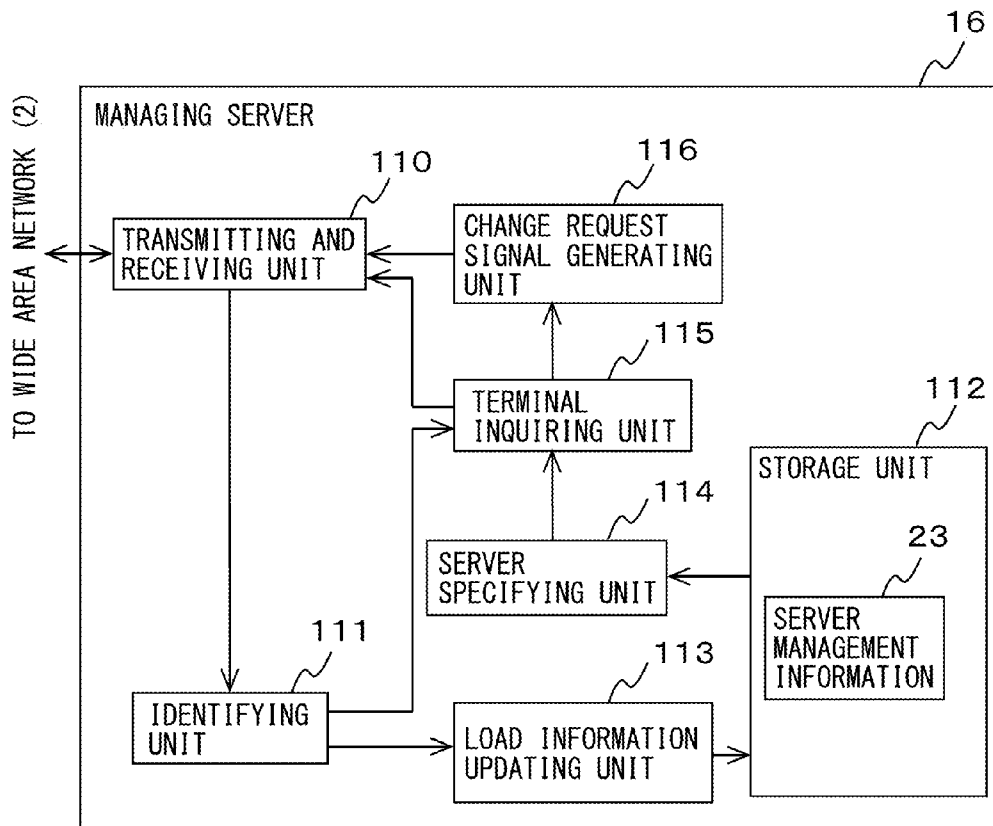 16
TO WIDE AREA NETWORK (2)
MANAGING SERVER
110
TRANSMITTING AND
RECEIVING UNIT
116
CHANGE REQUEST
SIGNAL GENERATING
UNIT
115
TERMINAL
INQUIRING UNIT
112
STORAGE UNIT
114
SERVER
SPECIFYING UNIT
23
SERVER
MANAGEMENT
INFORMATION
111
IDENTIFYING
UNIT
113
LOAD INFORMATION
UPDATING UNIT